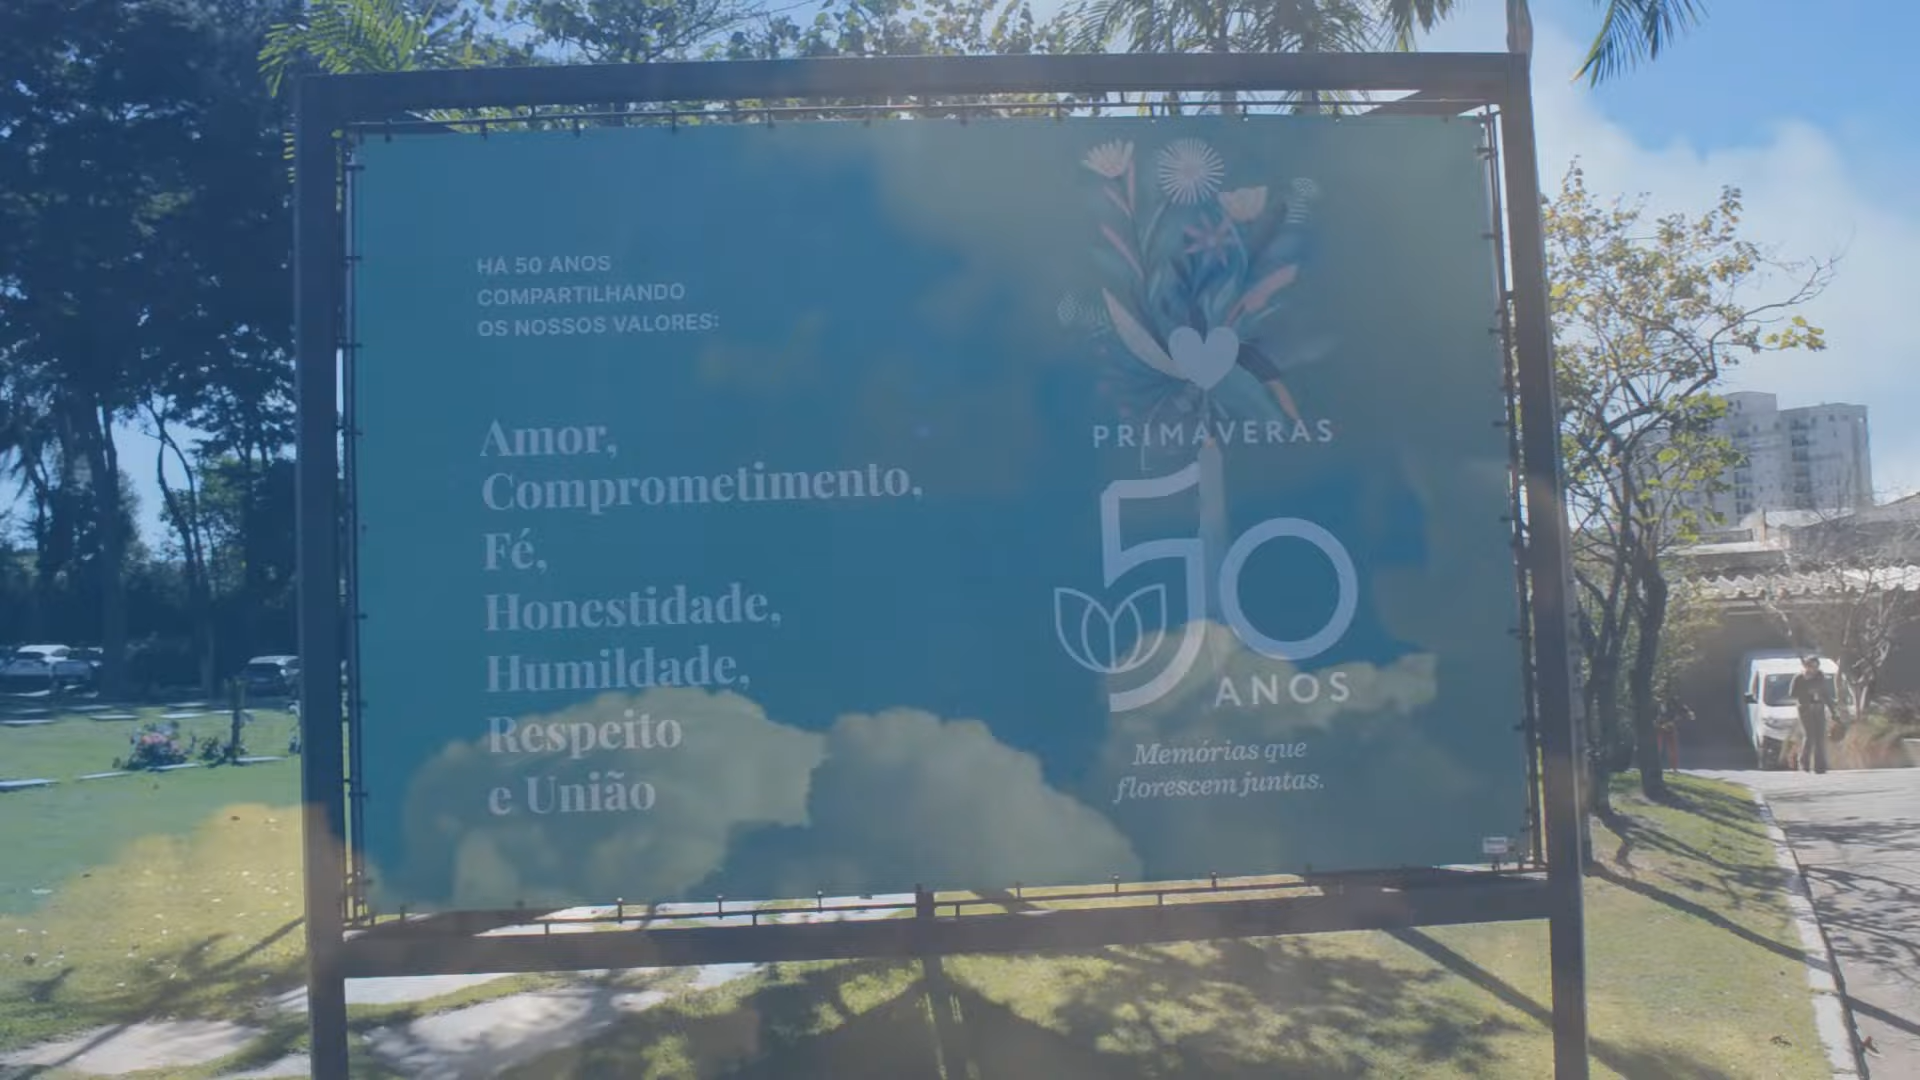 HÁ 50 ANOS
COMPARTILHANDO
OS NOSSOS VALORES:
Amor,
Comprometimento,
Fé,
Honestidade,
Humildade,
Respeito
e União
PRIMAVERAS
50
ANOS
Memórias que
florescem juntas.